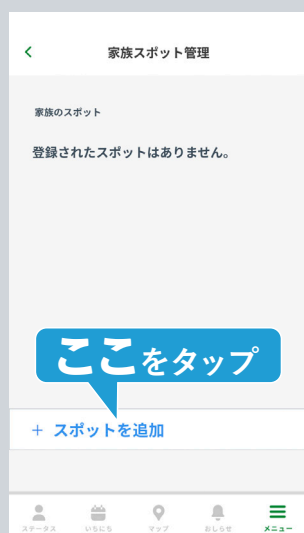 家族スポット管理
家族のスポット
登録されたスポットはありません。
ここをタップ
+ スポットを追加
ステータス いちにち マップ おしらせ メニュー